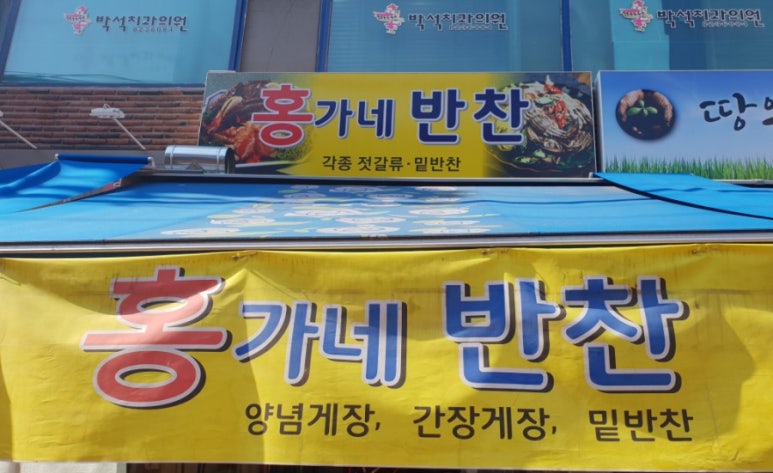 박석치과의원
박석치과의원
박석치과의원
홍가네 반찬
각종 젓갈류·밑반찬
땅
홍가네 반찬
양념게장, 간장게장, 밑반찬